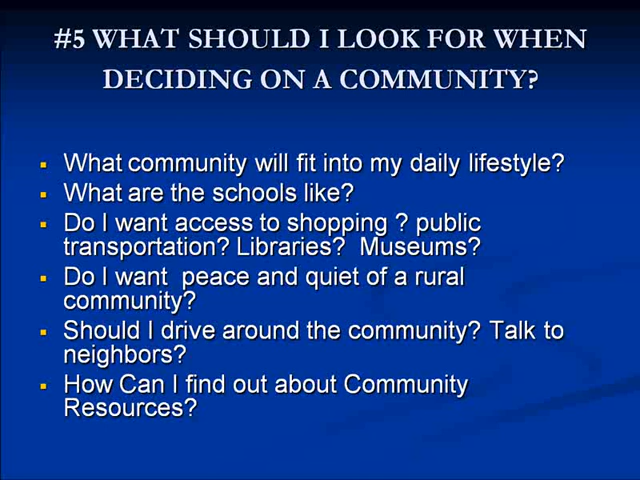 #5 WHAT SHOULD I LOOK FOR WHEN
DECIDING ON A COMMUNITY?
What community will fit into my daily lifestyle?
What are the schools like?
Do I want access to shopping ? public
transportation? Libraries?  Museums?
Do I want  peace and quiet of a rural
community?
Should I drive around the community? Talk to
neighbors?
How Can I find out about Community
Resources?